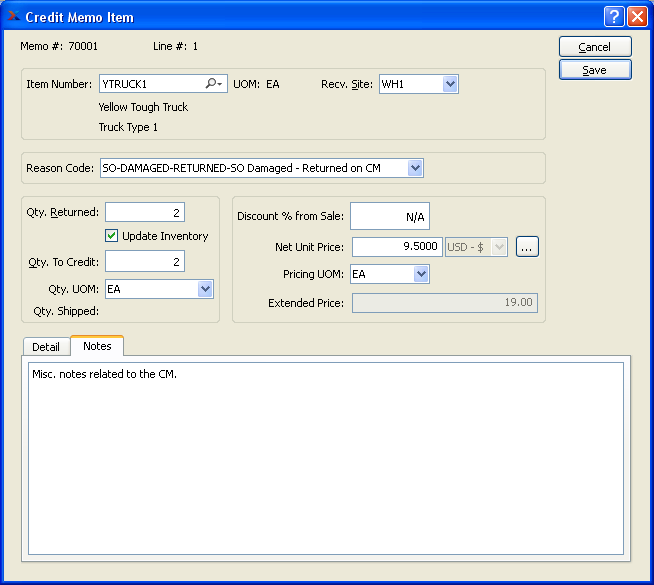 Credit Memo Item
Memo #: 70001 Line #: 1
Cancel
Save
Item Number: YTRUCK1 UOM: EA Recv. Site: WH1
Yellow Tough Truck
Truck Type 1
Reason Code: SO-DAMAGED-RETURNED-SO Damaged - Returned on CM
Qty. Returned: 2
Update Inventory
Qty. To Credit: 2
Qty. UOM: EA
Qty. Shipped:
Discount % from Sale: N/A
Net Unit Price: 9.5000 USD - $ ...
Pricing UOM: EA
Extended Price: 19.00
Detail Notes
Misc. notes related to the CM.